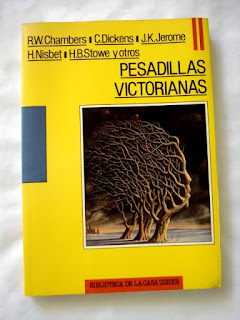 R.W.Chambers ▪ C.Dickens ▪ J.K.Jerome
H.Nisbet ▪ H.B.Stowe y otros
PESADILLAS
VICTORIANAS
BIBLIOTECA DE LA CASA USHER